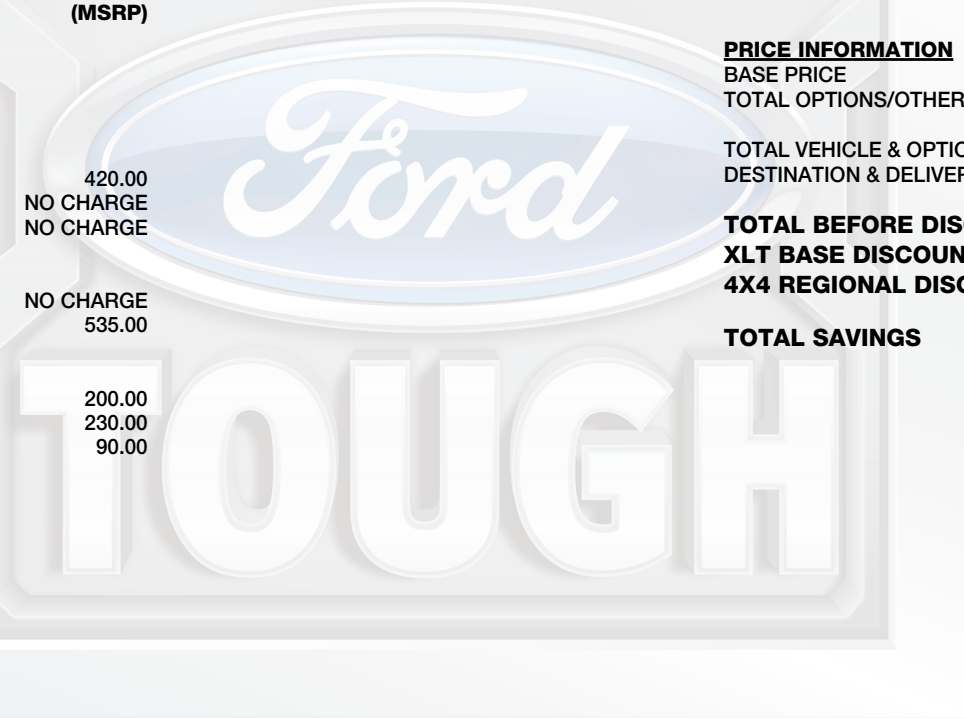 (MSRP)
420.00
NO CHARGE
NO CHARGE
NO CHARGE
535.00
200.00
230.00
90.00
Ford
TOUGH
PRICE INFORMATION
BASE PRICE
TOTAL OPTIONS/OTHER
TOTAL VEHICLE & OPTIO
DESTINATION & DELIVER
TOTAL BEFORE DISC
XLT BASE DISCOUN
4X4 REGIONAL DISC
TOTAL SAVINGS